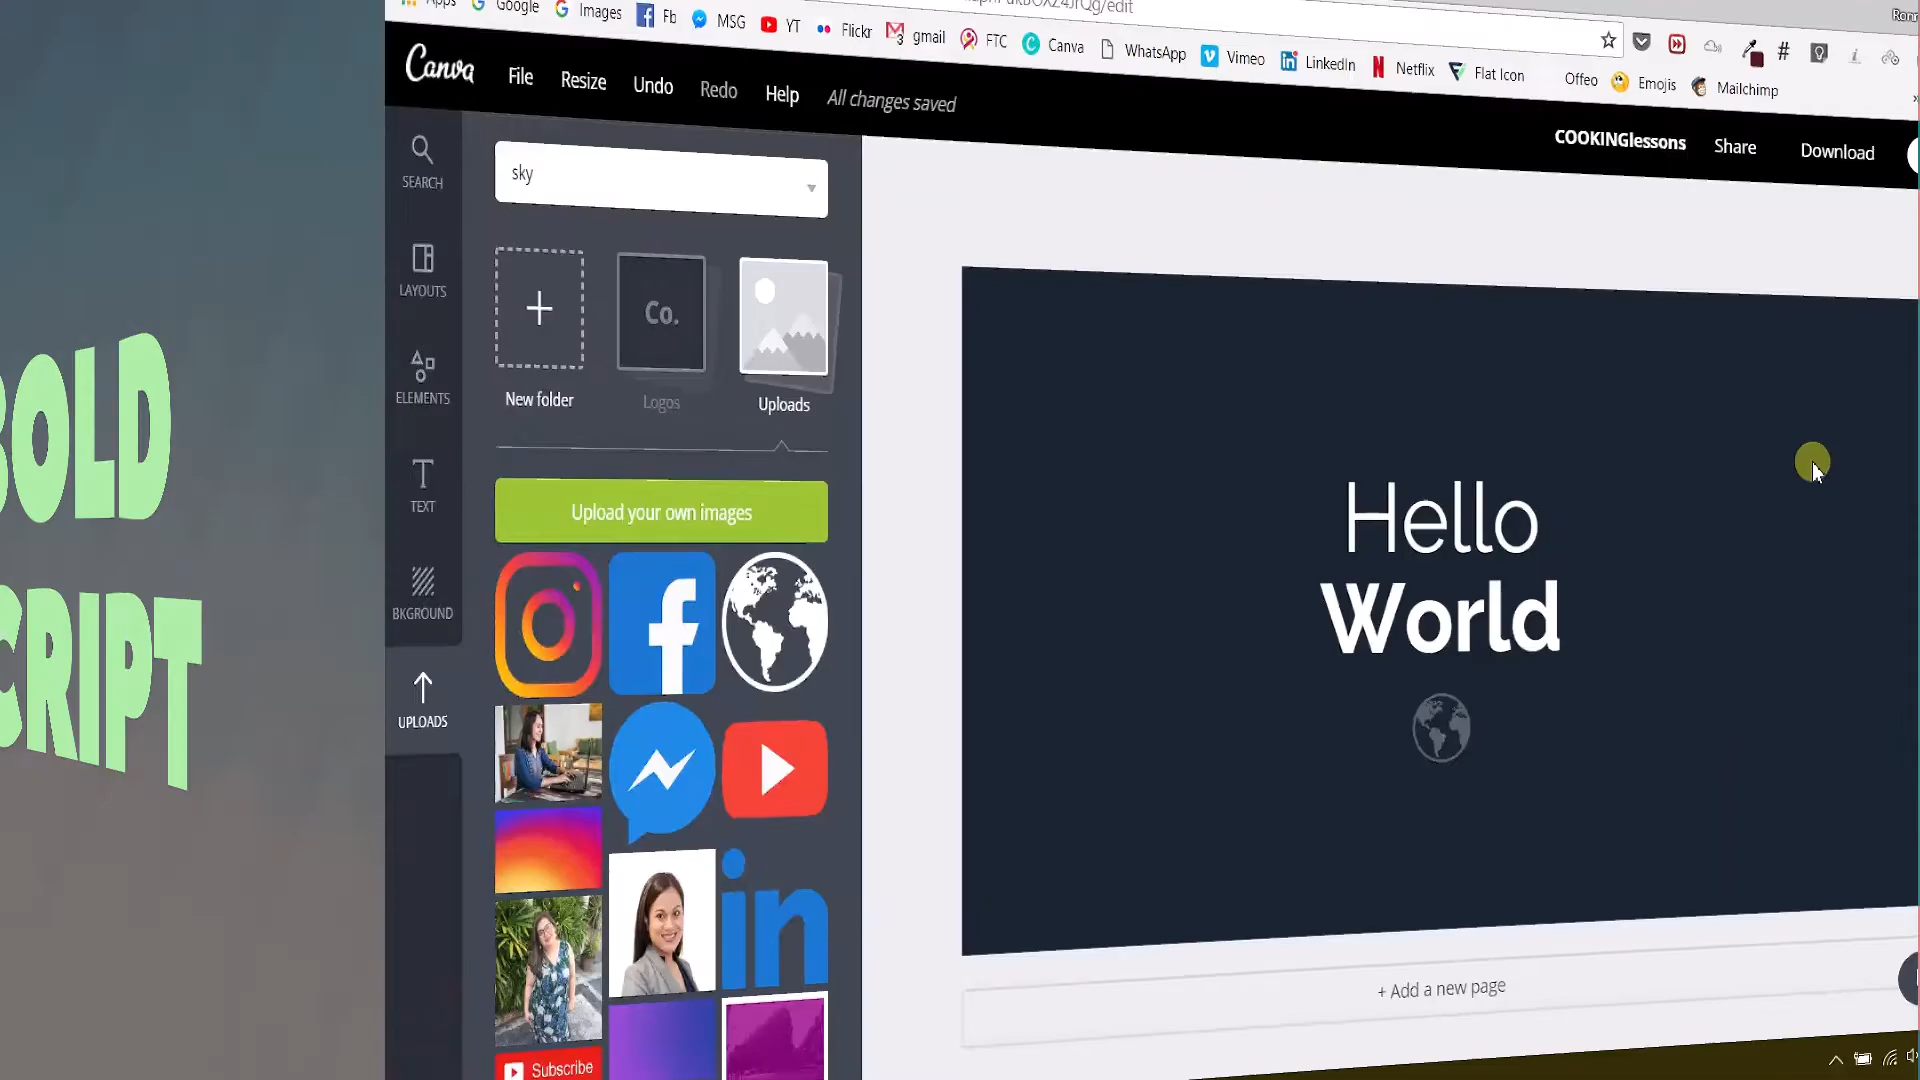 Apps Google Images Fb MSG YT Flickr gmail FTC Canva WhatsApp Vimeo LinkedIn Netflix Flat Icon Offeo Emojis Mailchimp
Canva File Resize Undo Redo Help All changes saved
COOKINGlessons Share Download
SEARCH
LAYOUTS
ELEMENTS
TEXT
BKGROUND
UPLOADS
sky
Co.
New folder Logos Uploads
Upload your own images
in
Subscribe
BOLD
CRIPT
Hello
World
+ Add a new page